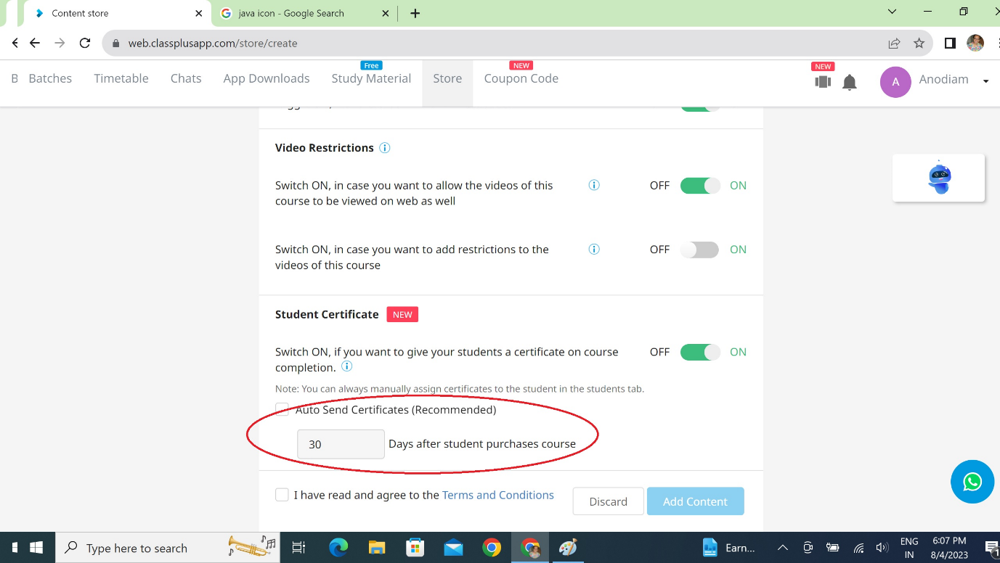 Content store
java icon - Google Search
web.classplusapp.com/store/create
B Batches Timetable Chats App Downloads Study Material Store Coupon Code Anodiam
Free
NEW
NEW
A
Video Restrictions
Switch ON, in case you want to allow the videos of this
course to be viewed on web as well
OFF ON
Switch ON, in case you want to add restrictions to the
videos of this course
OFF ON
Student Certificate NEW
Switch ON, if you want to give your students a certificate on course
completion.
OFF ON
Note: You can always manually assign certificates to the student in the students tab.
Auto Send Certificates (Recommended)
30 Days after student purchases course
I have read and agree to the Terms and Conditions
Discard Add Content
Type here to search
Earn...
ENG
IN
6:07 PM
8/4/2023
1